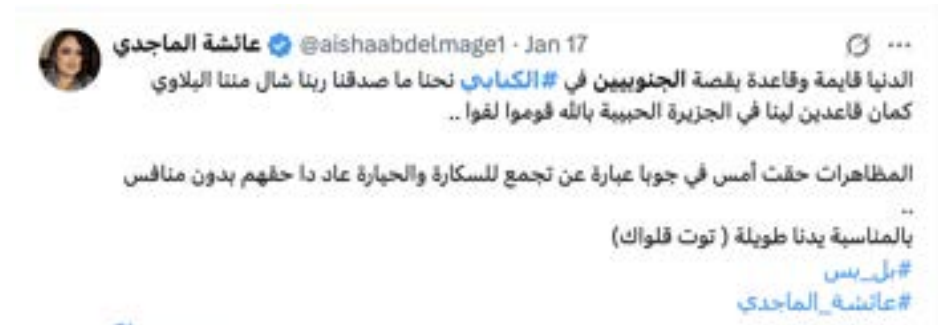 عائشة الماجدي @aishaabdelmage1 · Jan 17
الدنيا قايمة وقاعدة بقصة الجنوبيين في #الكنابي نحنا ما صدقنا ربنا شال مننا البلاوي
كمان قاعدين لينا في الجزيرة الحبيبة بالله قوموا لفوا ..
المظاهرات حقت أمس في جوبا عبارة عن تجمع للسكارة والحيارة عاد دا حقهم بدون منافس
..
بالمناسبة يدنا طويلة ( توت قلواك)
#بل_بس
#عائشة_الماجدي